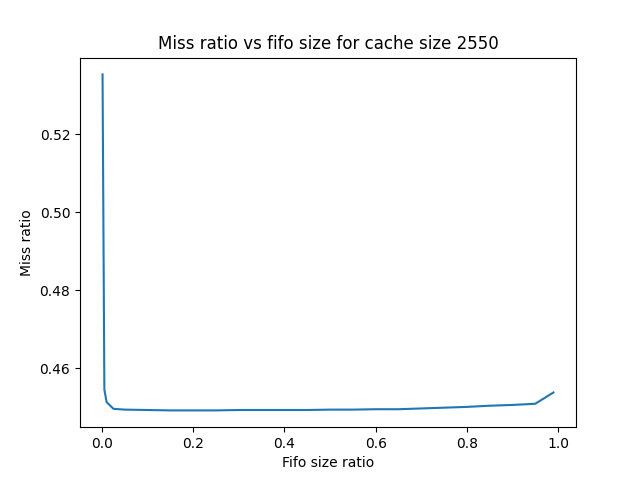 Miss ratio vs fifo size for cache size 2550
0.52
0.50
0.48
0.46
Miss ratio
0.0 0.2 0.4 0.6 0.8 1.0
Fifo size ratio